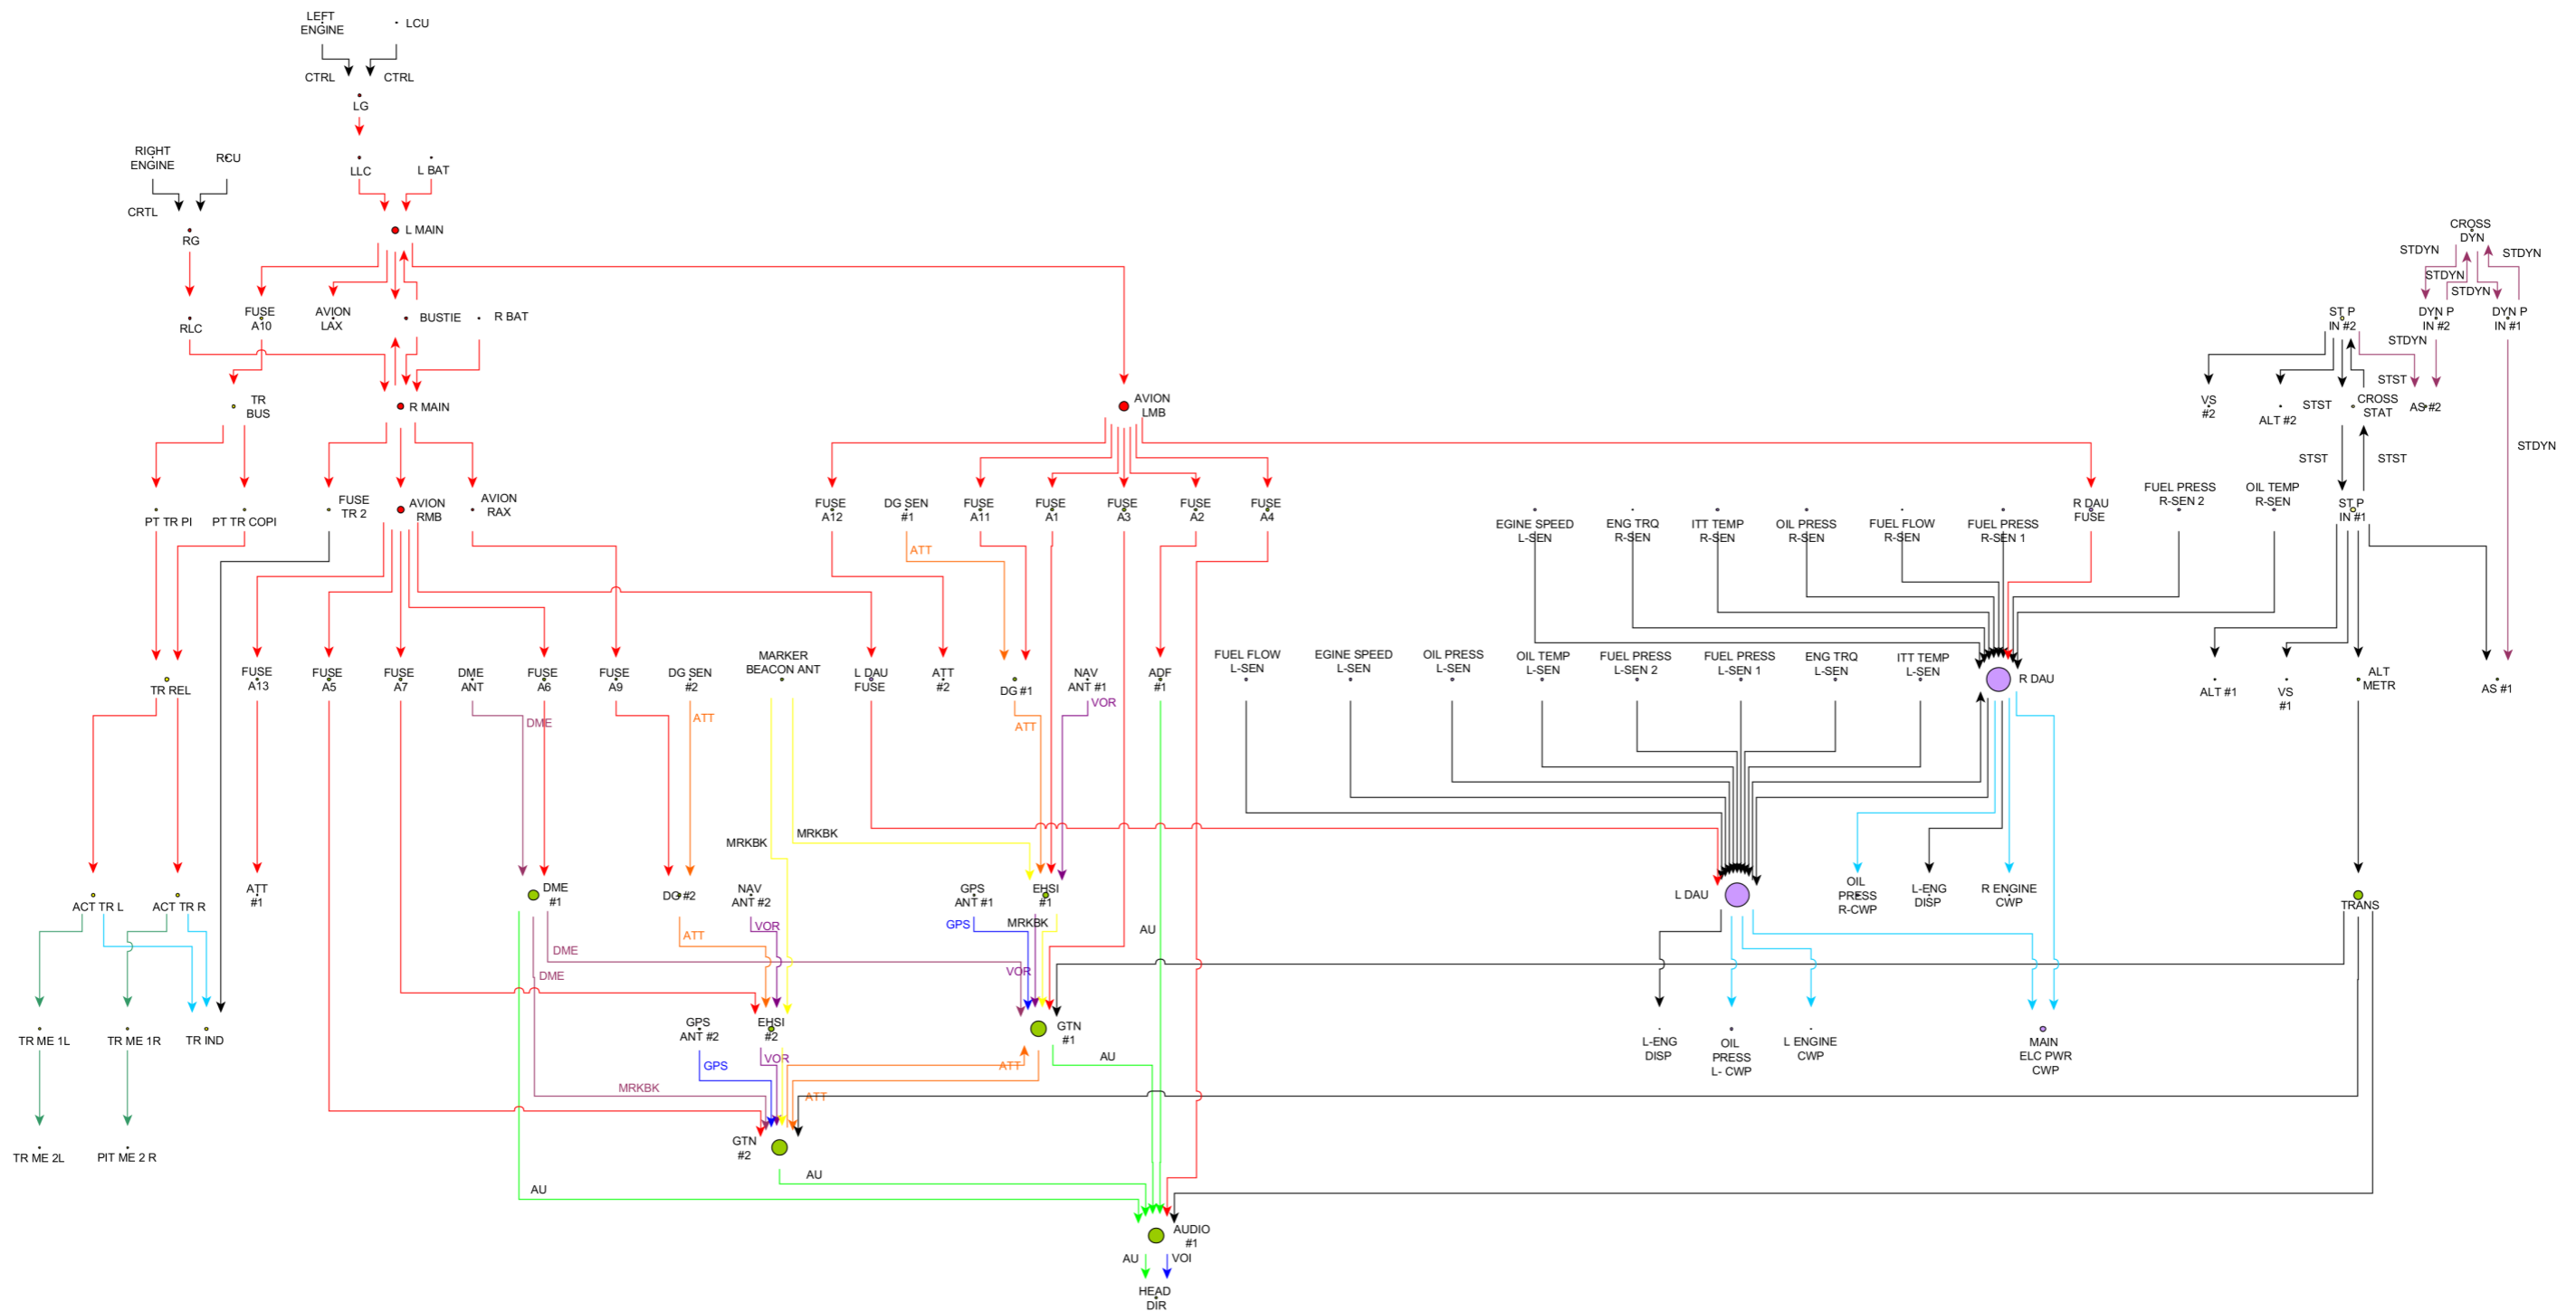 LEFT
ENGINE
LCU
CTRL
CTRL
LG
RIGHT
ENGINE
RCU
LLC
L BAT
CRTL
RG
L MAIN
CROSS
DYN
STDYN
STDYN
STDYN
STDYN
RLC
FUSE
A10
AVION
LAX
BUSTIE
R BAT
ST P
IN #2
DYN P
IN #2
DYN P
IN #1
STDYN
TR
BUS
R MAIN
AVION
LMB
VS
#2
ALT #2
STST
STST
CROSS
STAT
AS #2
STST
STST
STDYN
PT TR PI
PT TR COPI
FUSE
TR 2
AVION
RMB
AVION
RAX
FUSE
A12
DG SEN
#1
FUSE
A11
FUSE
A1
FUSE
A3
FUSE
A2
FUSE
A4
EGINE SPEED
L-SEN
ENG TRQ
R-SEN
ITT TEMP
R-SEN
OIL PRESS
R-SEN
FUEL FLOW
R-SEN
FUEL PRESS
R-SEN 1
R DAU
FUSE
FUEL PRESS
R-SEN 2
OIL TEMP
R-SEN
ST P
IN #1
ATT
TR REL
FUSE
A13
FUSE
A5
FUSE
A7
DME
ANT
FUSE
A6
FUSE
A9
DG SEN
#2
MARKER
BEACON ANT
L DAU
FUSE
ATT
#2
DG #1
NAV
ANT #1
ADF
#1
FUEL FLOW
L-SEN
EGINE SPEED
L-SEN
OIL PRESS
L-SEN
OIL TEMP
L-SEN
FUEL PRESS
L-SEN 2
FUEL PRESS
L-SEN 1
ENG TRQ
L-SEN
ITT TEMP
L-SEN
R DAU
ALT #1
VS
#1
ALT
METR
AS #1
DME
ATT
ATT
VOR
MRKBK
MRKBK
ACT TR L
ACT TR R
ATT
#1
DME
#1
DG #2
NAV
ANT #2
GPS
ANT #1
EHSI
#1
L DAU
OIL
PRESS
R-CWP
L-ENG
DISP
R ENGINE
CWP
TRANS
ATT
VOR
GPS
MRKBK
AU
DME
DME
VOR
TR ME 1L
TR ME 1R
TR IND
GPS
ANT #2
EHSI
#2
GTN
#1
L-ENG
DISP
OIL
PRESS
L- CWP
L ENGINE
CWP
MAIN
ELC PWR
CWP
GPS
VOR
ATT
AU
MRKBK
ATT
TR ME 2L
PIT ME 2 R
GTN
#2
AU
AU
AUDIO
#1
AU
VOI
HEAD
DIR